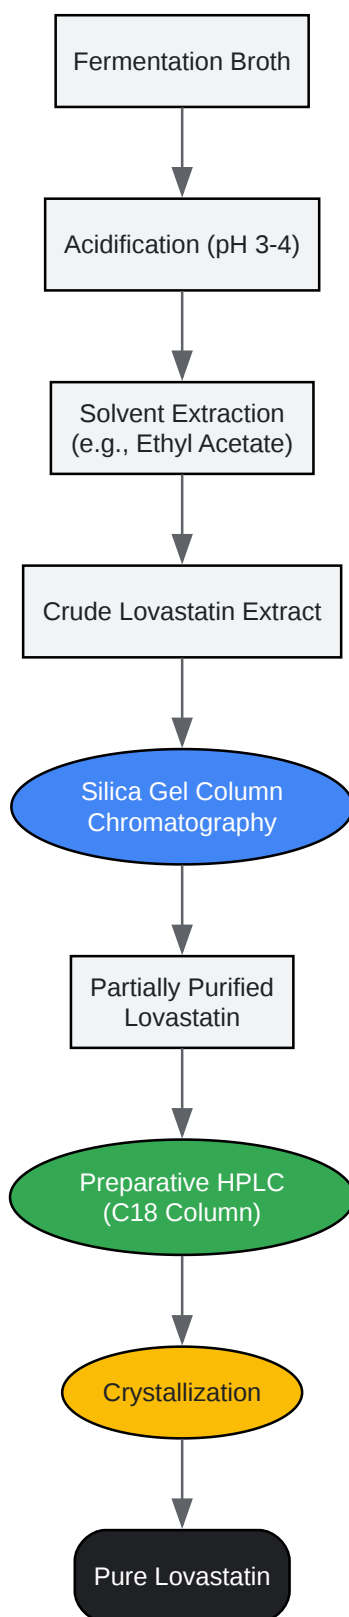 Fermentation Broth
Acidification (pH 3-4)
Solvent Extraction
(e.g., Ethyl Acetate)
Crude Lovastatin Extract
Silica Gel Column
Chromatography
Partially Purified
Lovastatin
Preparative HPLC
(C18 Column)
Crystallization
Pure Lovastatin